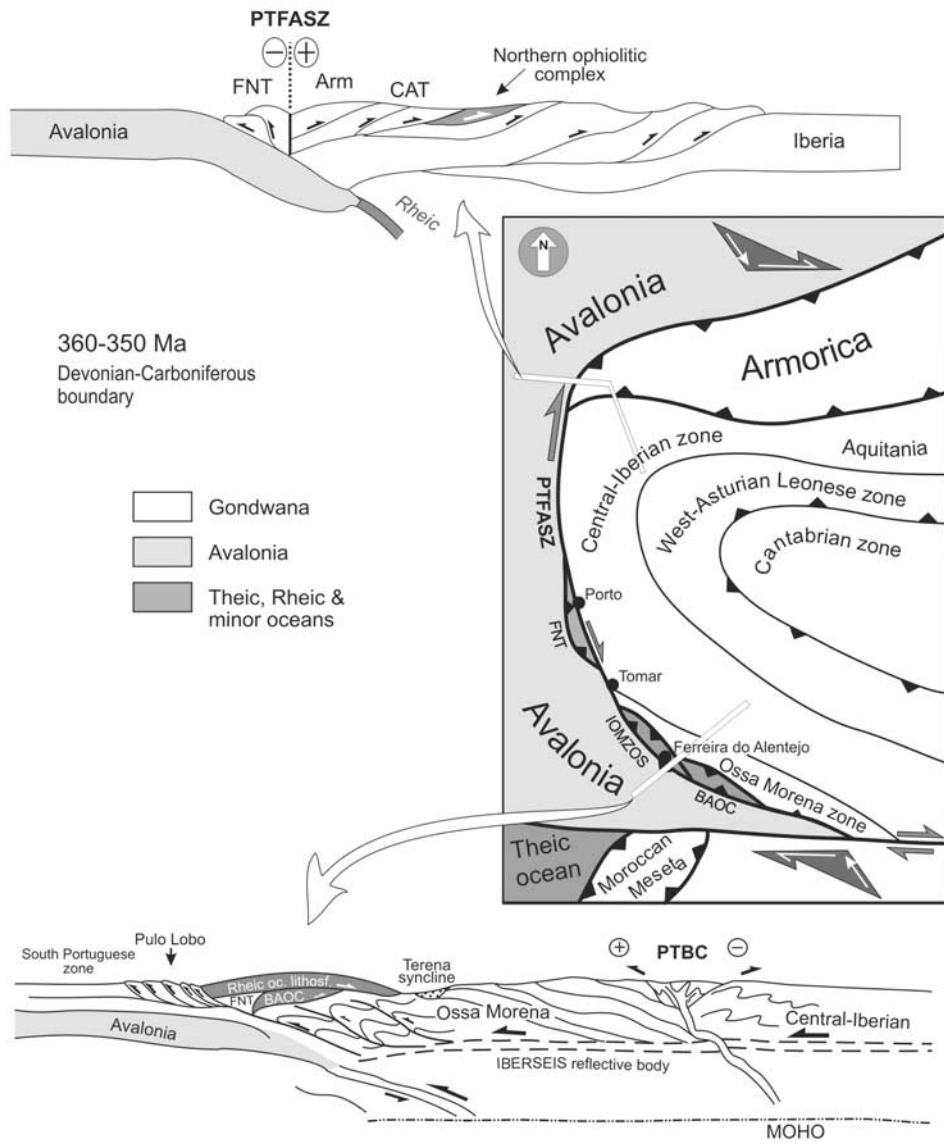 PTFASZ
− +
Northern ophiolitic
complex
FNT
Arm
CAT
Avalonia
Iberia
Rheic
360-350 Ma
Devonian-Carboniferous
boundary
Gondwana
Avalonia
Theic, Rheic &
minor oceans
N
Avalonia
Armorica
Aquitania
Central-Iberian zone
West-Asturian Leonese zone
Cantabrian zone
PTFASZ
Porto
FNT
Tomar
Avalonia
IOMZOS
Ferreira do Alentejo
Ossa Morena zone
BAOC
Theic
ocean
Moroccan
Meseta
Pulo Lobo
South Portuguese
zone
Rheic oc. lithosf.
FNT
BAOC
Terena
syncline
+ PTBC −
Ossa Morena
Central-Iberian
Avalonia
IBERSEIS reflective body
MOHO